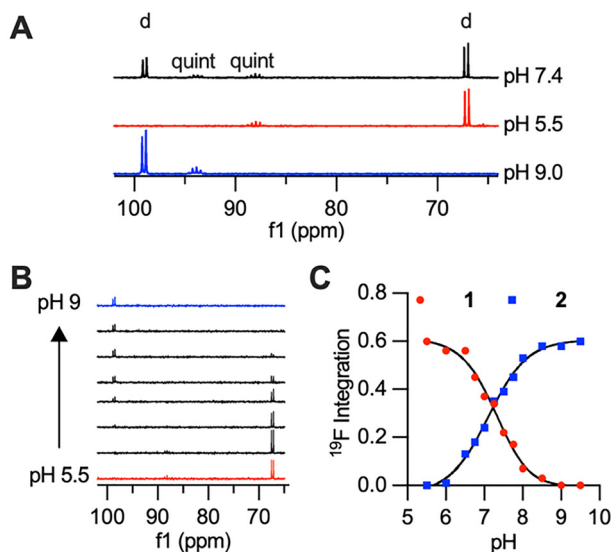 A
d
d
quint quint
pH 7.4
pH 5.5
pH 9.0
100 90 80 70
f1 (ppm)
B
pH 9
pH 5.5
100 90 80 70
f1 (ppm)
C
1 2
0.8
0.6
0.4
0.2
0.0
¹⁹F Integration
5 6 7 8 9 10
pH